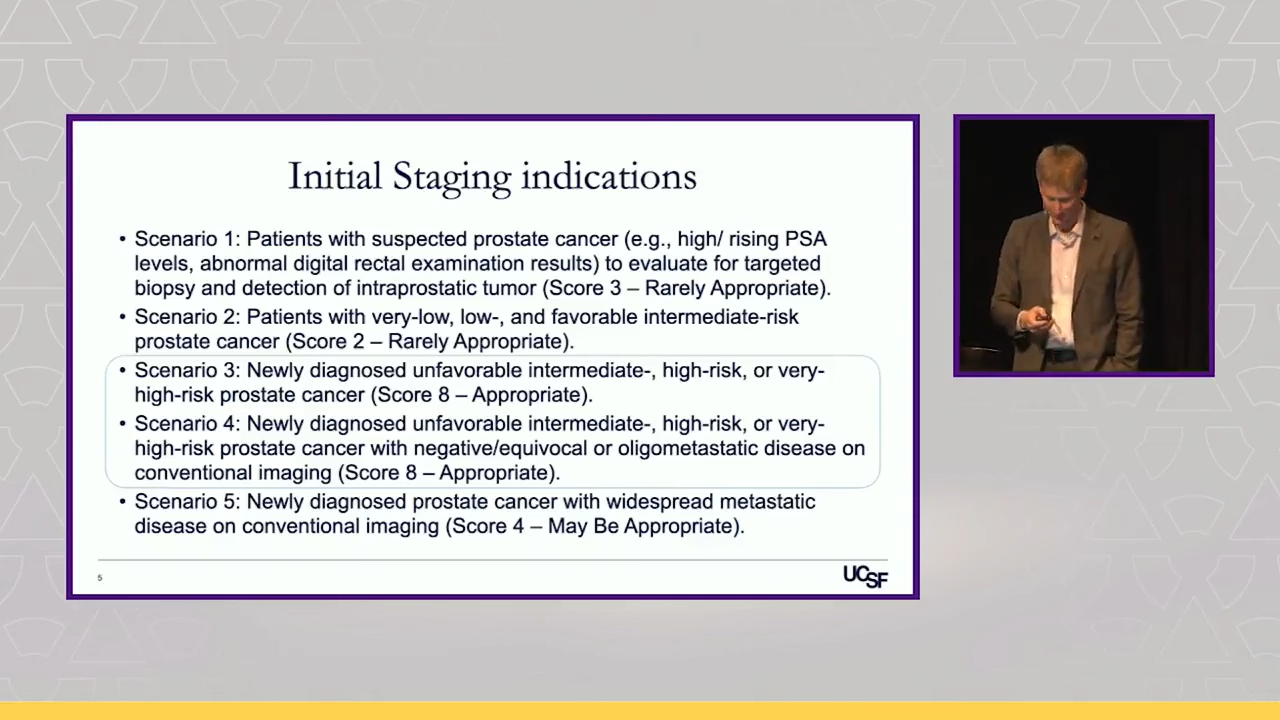 Initial Staging indications
• Scenario 1: Patients with suspected prostate cancer (e.g., high/ rising PSA
levels, abnormal digital rectal examination results) to evaluate for targeted
biopsy and detection of intraprostatic tumor (Score 3 – Rarely Appropriate).
• Scenario 2: Patients with very-low, low-, and favorable intermediate-risk
prostate cancer (Score 2 – Rarely Appropriate).
• Scenario 3: Newly diagnosed unfavorable intermediate-, high-risk, or very-
high-risk prostate cancer (Score 8 – Appropriate).
• Scenario 4: Newly diagnosed unfavorable intermediate-, high-risk, or very-
high-risk prostate cancer with negative/equivocal or oligometastatic disease on
conventional imaging (Score 8 – Appropriate).
• Scenario 5: Newly diagnosed prostate cancer with widespread metastatic
disease on conventional imaging (Score 4 – May Be Appropriate).
5
UCSF